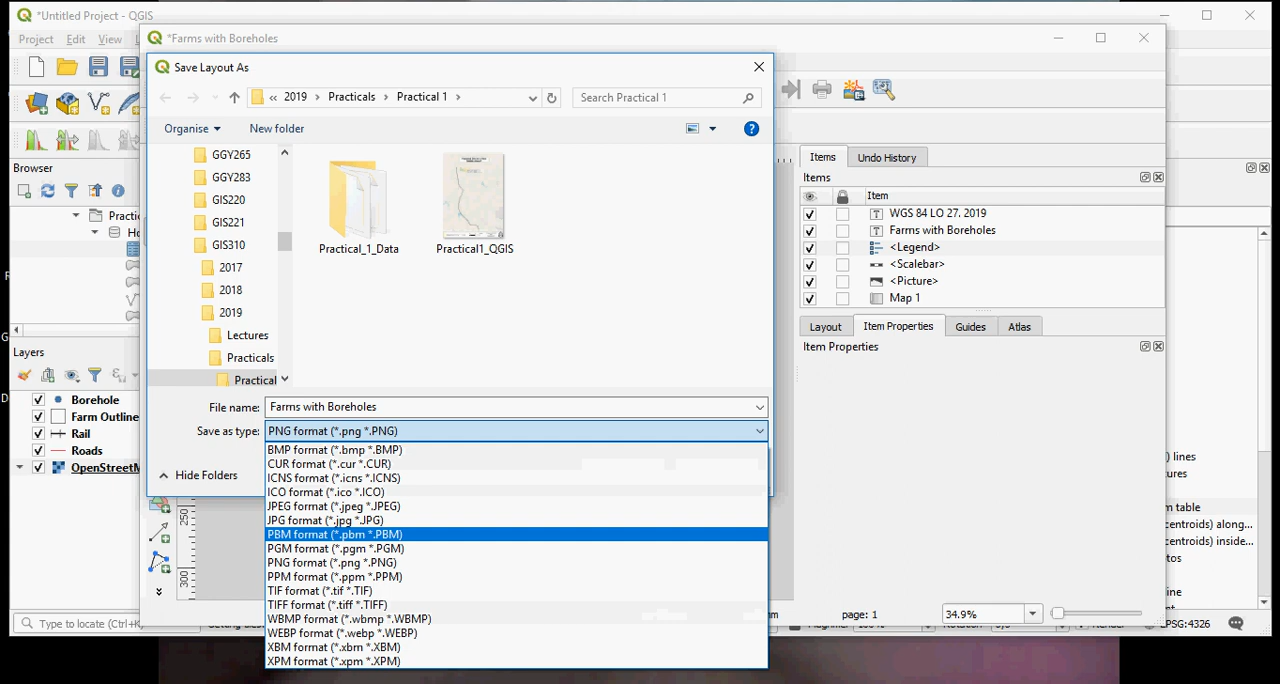 *Untitled Project - QGIS
Project Edit View
*Farms with Boreholes
Save Layout As
« 2019 > Practicals > Practical 1 >
Search Practical 1
Organise
New folder
Browser
GGY265
GGY283
GIS220
GIS221
GIS310
2017
2018
2019
Lectures
Practicals
Practical
Practical_1_Data
Practical1_QGIS
Items
Undo History
Items
Item
WGS 84 LO 27. 2019
Farms with Boreholes
<Legend>
<Scalebar>
<Picture>
Map 1
Layout
Item Properties
Guides
Atlas
Item Properties
Layers
Borehole
Farm Outline
Rail
Roads
OpenStreetM
File name:
Farms with Boreholes
Save as type:
PNG format (*.png *.PNG)
Hide Folders
BMP format (*.bmp *.BMP)
CUR format (*.cur *.CUR)
ICNS format (*.icns *.ICNS)
ICO format (*.ico *.ICO)
JPEG format (*.jpeg *.JPEG)
JPG format (*.jpg *.JPG)
PBM format (*.pbm *.PBM)
PGM format (*.pgm *.PGM)
PNG format (*.png *.PNG)
PPM format (*.ppm *.PPM)
TIF format (*.tif *.TIF)
TIFF format (*.tiff *.TIFF)
WBMP format (*.wbmp *.WBMP)
WEBP format (*.webp *.WEBP)
XBM format (*.xbm *.XBM)
XPM format (*.xpm *.XPM)
250
300
) lines
tures
m table
centroids) along...
centroids) inside...
page: 1
34.9%
Type to locate (Ctrl+K)
EPSG:4326